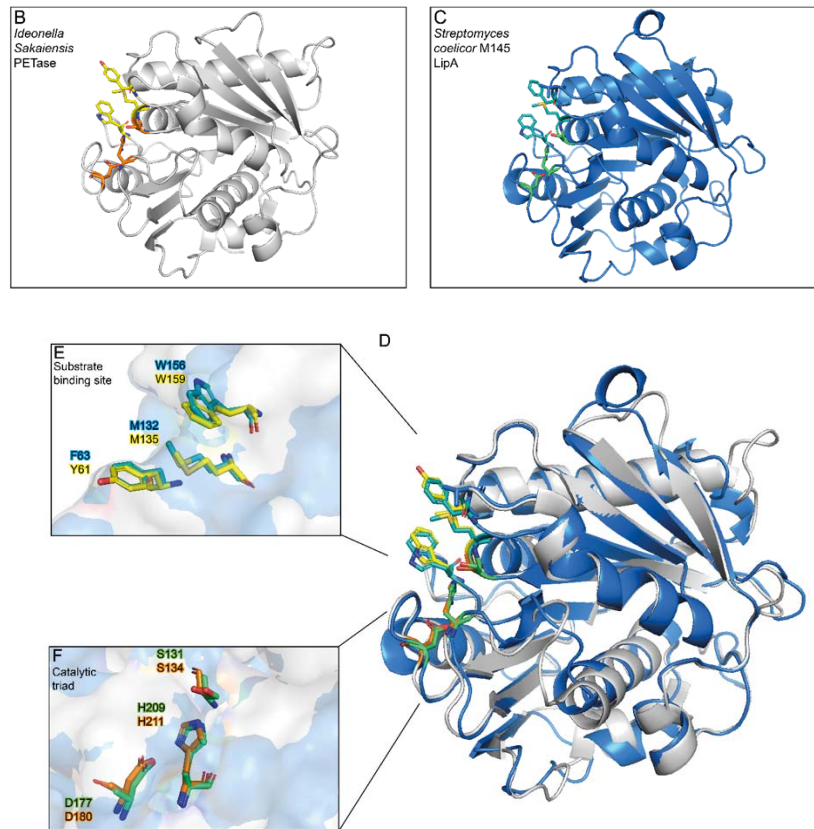 B
Ideonella
Sakaiensis
PETase
C
Streptomyces
coelicor M145
LipA
D
E
Substrate
binding site
W156
W159
M132
M135
F63
Y61
F
Catalytic
triad
S131
S134
H209
H211
D177
D180